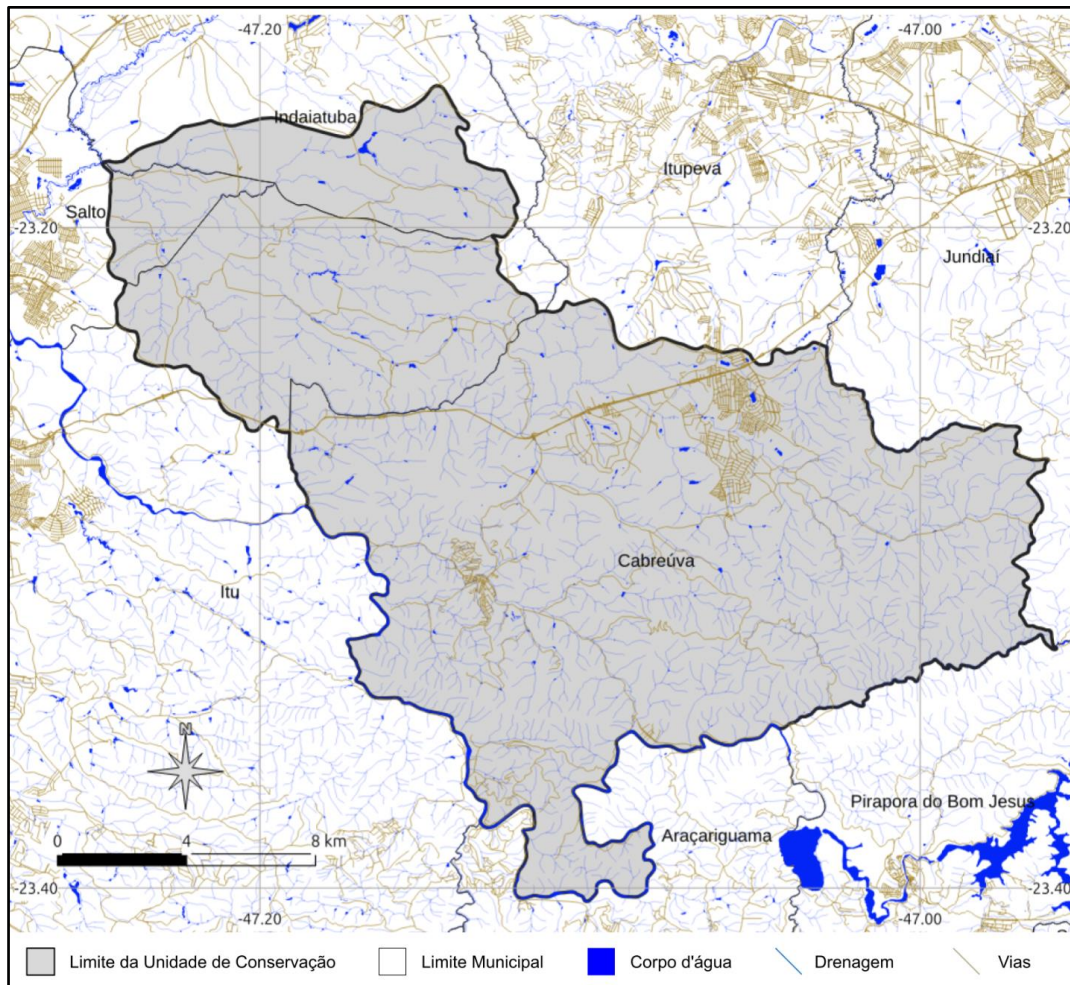 -47.20 -47.00
Indaiatuba
Itupeva
Salto
-23.20 -23.20
Jundiaí
Cabreúva
Itu
N
Pirapora do Bom Jesus
0 4 8 km
Araçariguama
-23.40 -23.40
-47.20 -47.00
Limite da Unidade de Conservação Limite Municipal Corpo d'água Drenagem Vias